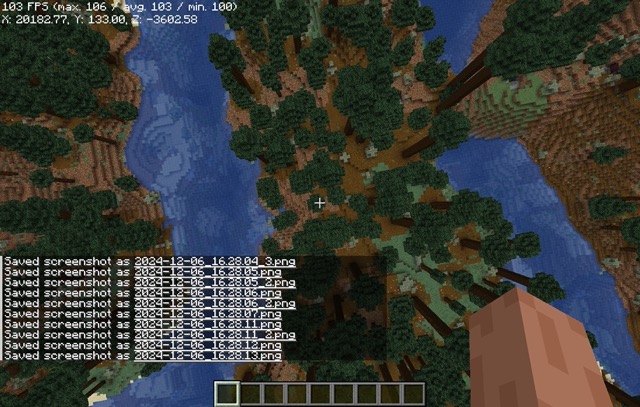 103 FPS (max. 106 / avg. 103 / min. 100)
X: 20182.77, Y: 133.00, Z: -3602.58
Saved screenshot as 2024-12-06_16.28.04_3.png
Saved screenshot as 2024-12-06_16.28.05.png
Saved screenshot as 2024-12-06_16.28.05_2.png
Saved screenshot as 2024-12-06_16.28.06.png
Saved screenshot as 2024-12-06_16.28.06_2.png
Saved screenshot as 2024-12-06_16.28.07.png
Saved screenshot as 2024-12-06_16.28.11.png
Saved screenshot as 2024-12-06_16.28.11_2.png
Saved screenshot as 2024-12-06_16.28.12.png
Saved screenshot as 2024-12-06_16.28.13.png